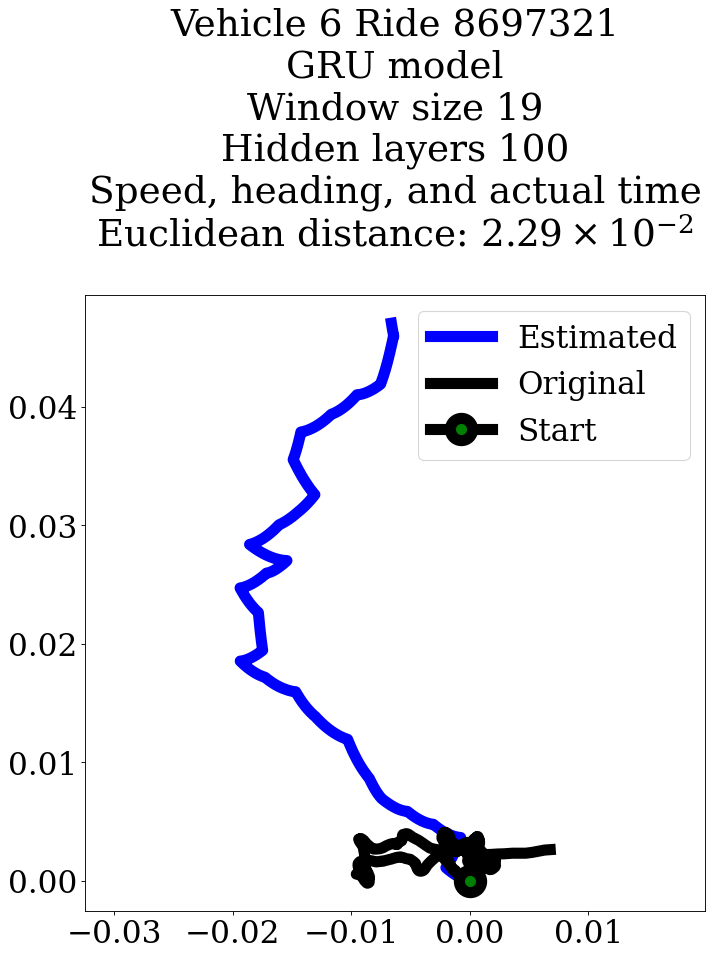 Vehicle 6 Ride 8697321
GRU model
Window size 19
Hidden layers 100
Speed, heading, and actual time
Euclidean distance: 2.29 × 10⁻²
Estimated
Original
Start
0.04
0.03
0.02
0.01
0.00
−0.03 −0.02 −0.01 0.00 0.01